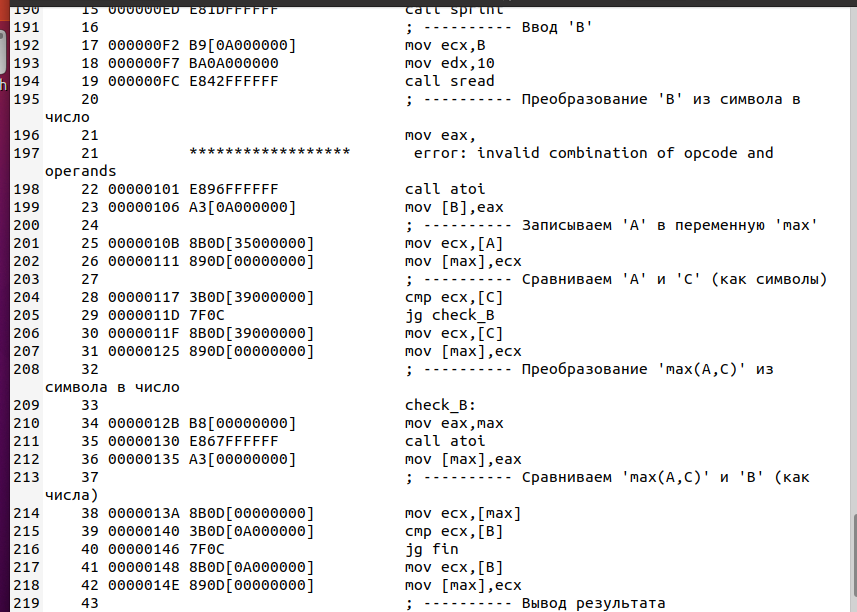 190     15 000000ED E81DFFFFFF                  call sprint
191     16                                      ; ---------- Ввод 'B'
192     17 000000F2 B9[0A000000]                mov ecx,B
193     18 000000F7 BA0A000000                  mov edx,10
194     19 000000FC E842FFFFFF                  call sread
195     20                                      ; ---------- Преобразование 'B' из символа в
число
196     21                                      mov eax,
197     21          ******************       error: invalid combination of opcode and
operands
198     22 00000101 E896FFFFFF                  call atoi
199     23 00000106 A3[0A000000]                mov [B],eax
200     24                                      ; ---------- Записываем 'A' в переменную 'max'
201     25 0000010B 8B0D[35000000]              mov ecx,[A]
202     26 00000111 890D[00000000]              mov [max],ecx
203     27                                      ; ---------- Сравниваем 'A' и 'C' (как символы)
204     28 00000117 3B0D[39000000]              cmp ecx,[C]
205     29 0000011D 7F0C                        jg check_B
206     30 0000011F 8B0D[39000000]              mov ecx,[C]
207     31 00000125 890D[00000000]              mov [max],ecx
208     32                                      ; ---------- Преобразование 'max(A,C)' из
символа в число
209     33                                      check_B:
210     34 0000012B B8[00000000]                mov eax,max
211     35 00000130 E867FFFFFF                  call atoi
212     36 00000135 A3[00000000]                mov [max],eax
213     37                                      ; ---------- Сравниваем 'max(A,C)' и 'B' (как
числа)
214     38 0000013A 8B0D[00000000]              mov ecx,[max]
215     39 00000140 3B0D[0A000000]              cmp ecx,[B]
216     40 00000146 7F0C                        jg fin
217     41 00000148 8B0D[0A000000]              mov ecx,[B]
218     42 0000014E 890D[00000000]              mov [max],ecx
219     43                                      ; ---------- Вывод результата